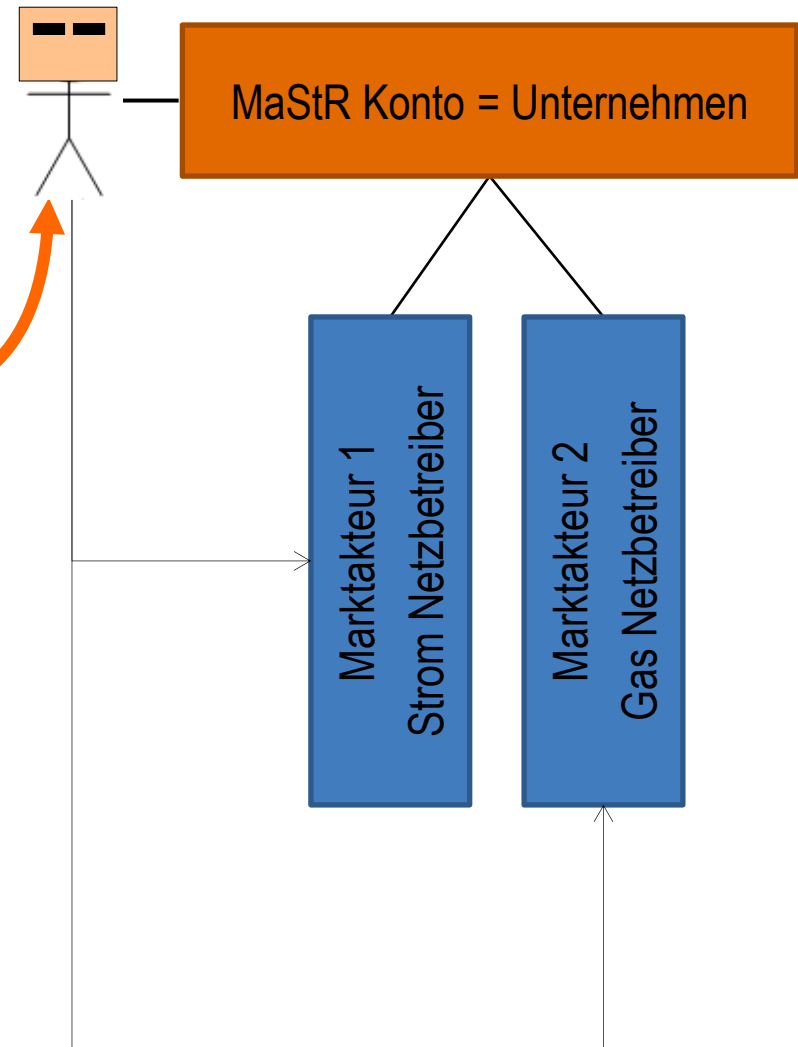 MaStR Konto = Unternehmen
Marktakteur 1
Strom Netzbetreiber
Marktakteur 2
Gas Netzbetreiber